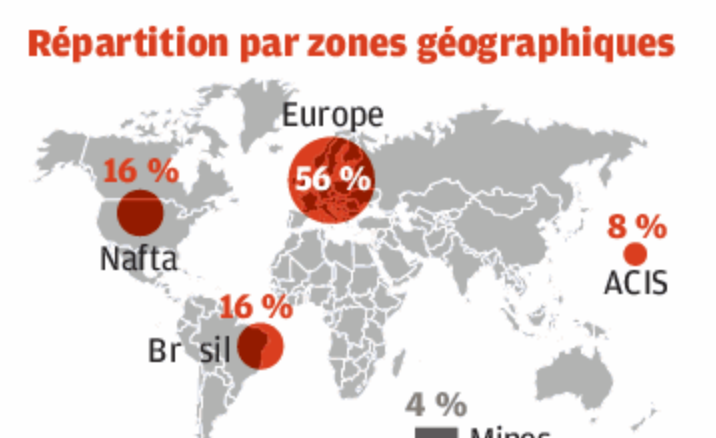 Répartition par zones géographiques
Europe
56 %
16 %
Nafta
8 %
ACIS
16 %
Br sil
4 %
Mines